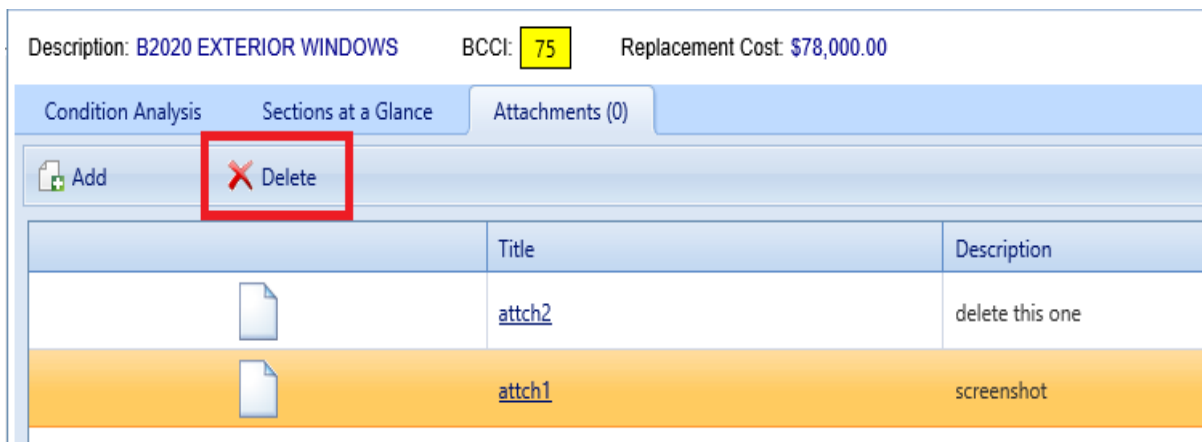 Description: B2020 EXTERIOR WINDOWS BCCI: 75 Replacement Cost: $78,000.00
Condition Analysis Sections at a Glance Attachments (0)
Add Delete
Title Description
attch2 delete this one
attch1 screenshot